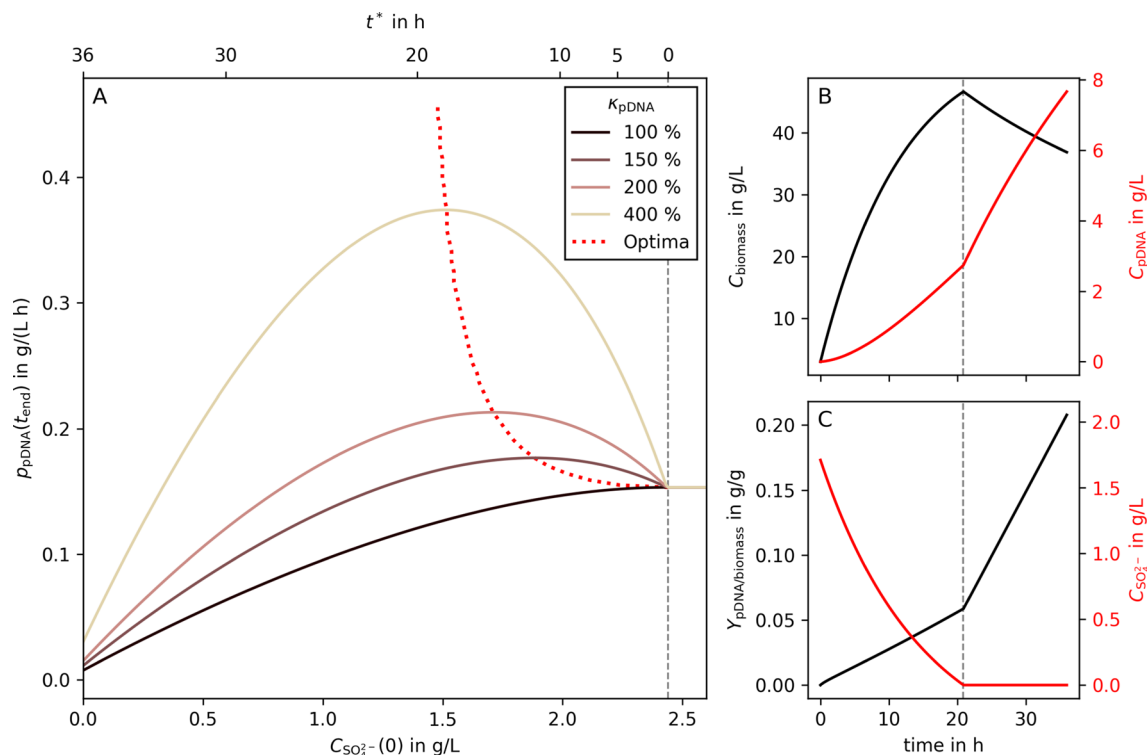 t* in h
36 30 20 10 5 0
A
κpDNA
100 %
150 %
200 %
400 %
Optima
ppDNA(tend) in g/(L h)
0.4
0.3
0.2
0.1
0.0
0.0 0.5 1.0 1.5 2.0 2.5
CSO₄²⁻(0) in g/L
B
Cbiomass in g/L
40
30
20
10
CpDNA in g/L
8
6
4
2
0
C
YpDNA/biomass in g/g
0.20
0.15
0.10
0.05
0.00
CSO₄²⁻ in g/L
2.0
1.5
1.0
0.5
0.0
0 20 30
time in h